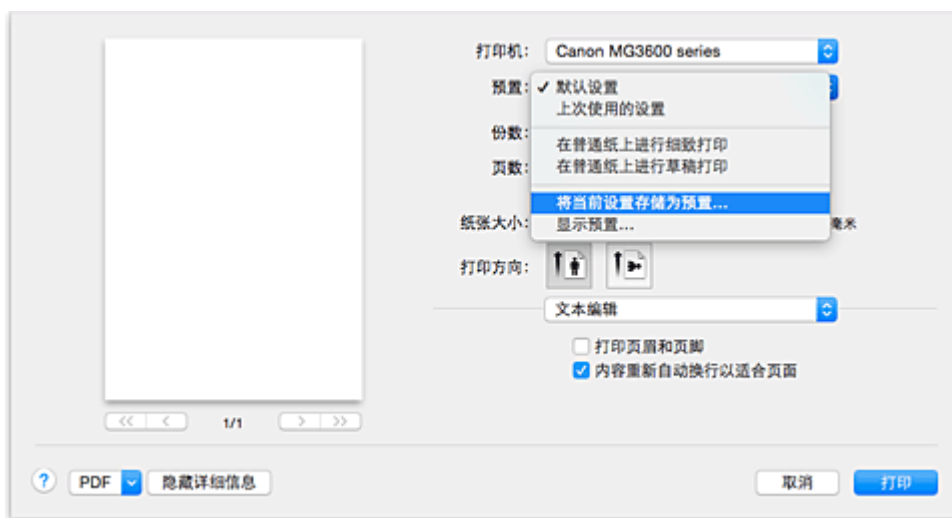 打印机: Canon MG3600 series
预置: ✓ 默认设置
上次使用的设置
份数:
在普通纸上进行细致打印
页数:
在普通纸上进行草稿打印
将当前设置存储为预置...
纸张大小: 显示预置... 毫米
打印方向:
文本编辑
打印页眉和页脚
内容重新自动换行以适合页面
<< < 1/1 > >>
? PDF 隐藏详细信息 取消 打印